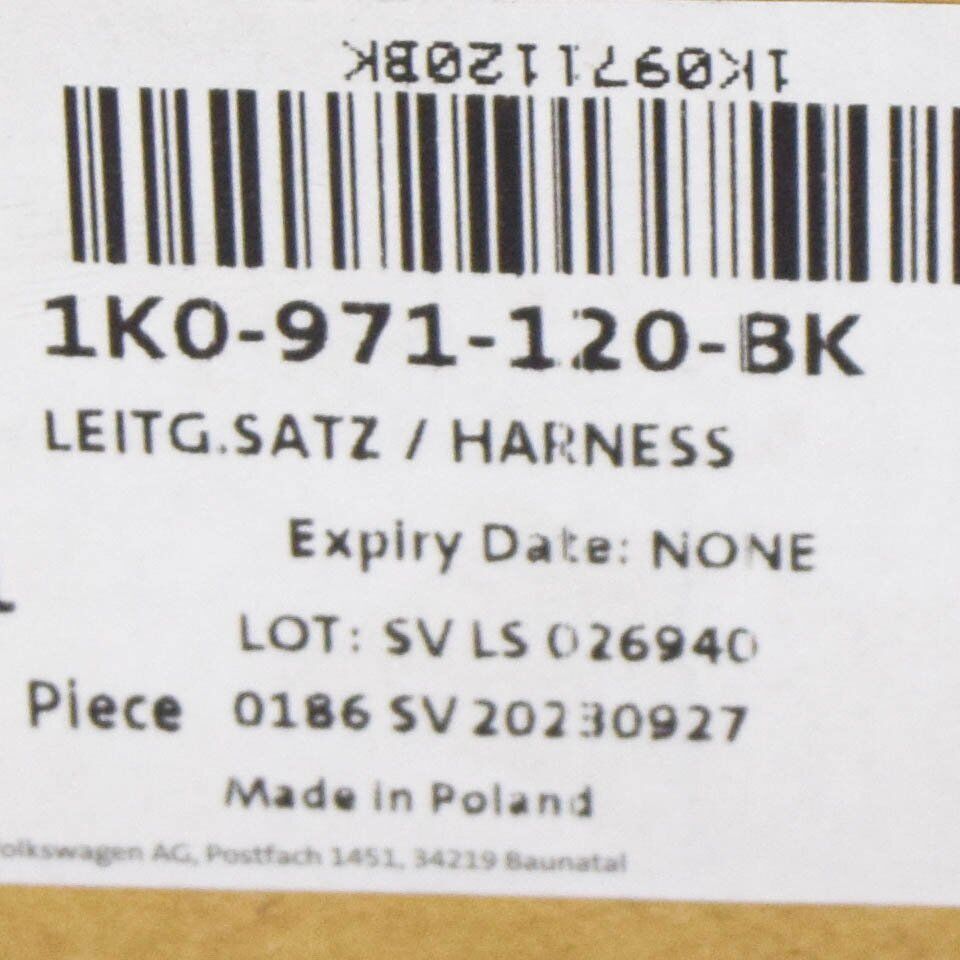 1K0971120BK
1K0-971-120-BK
LEITG.SATZ / HARNESS
Expiry Date: NONE
LOT: SV LS 026940
Piece 0186 SV 20230927
Made in Poland
olkswagen AG, Postfach 1451, 34219 Baunatal